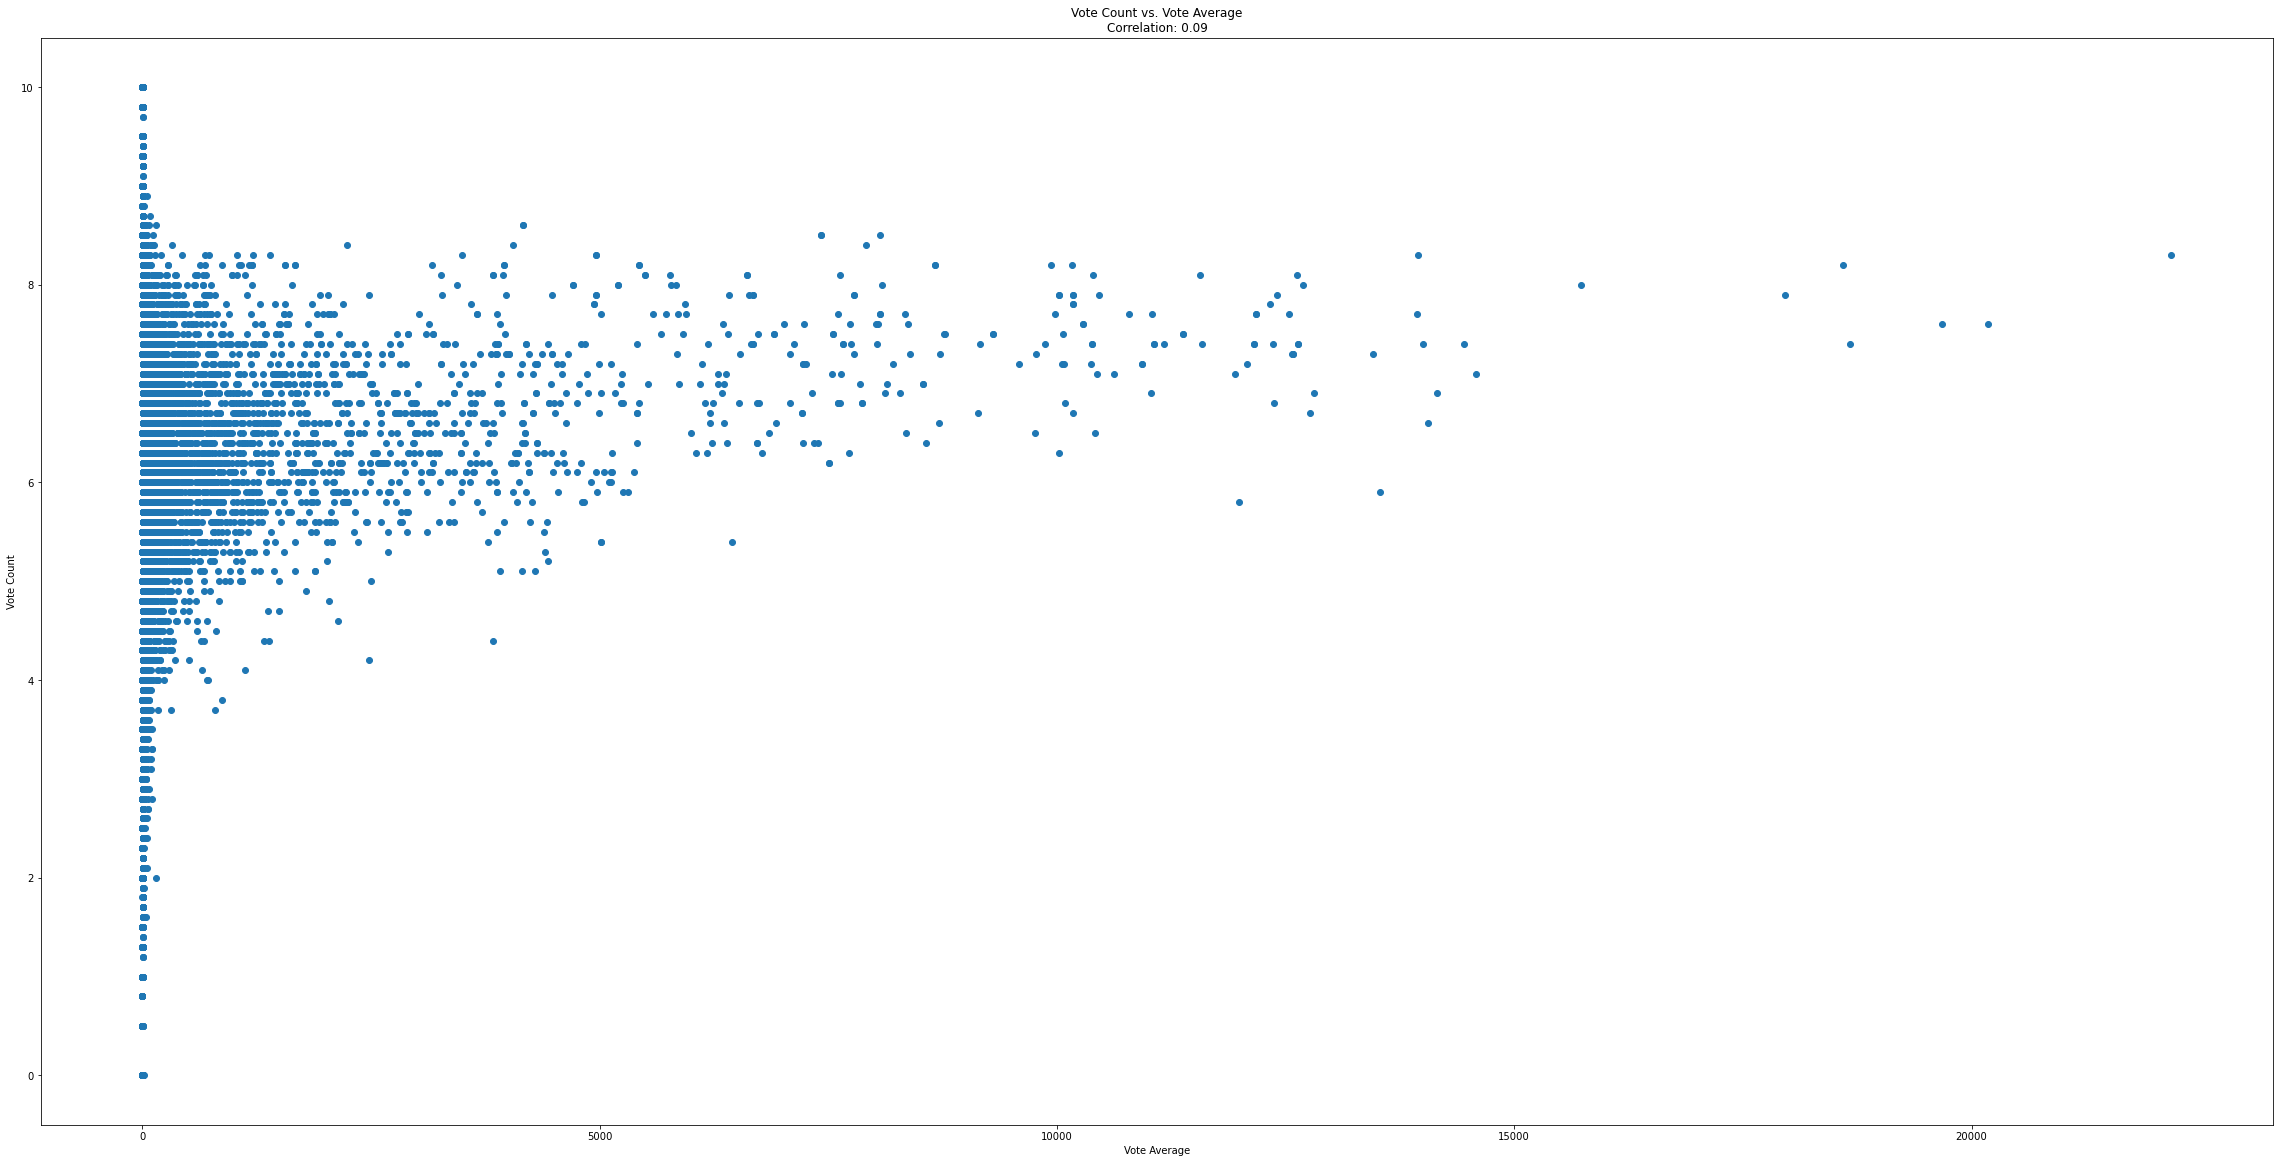 Vote Count vs. Vote Average
Correlation: 0.09
10
8
6
4
2
0
Vote Count
0 5000 10000 15000 20000
Vote Average